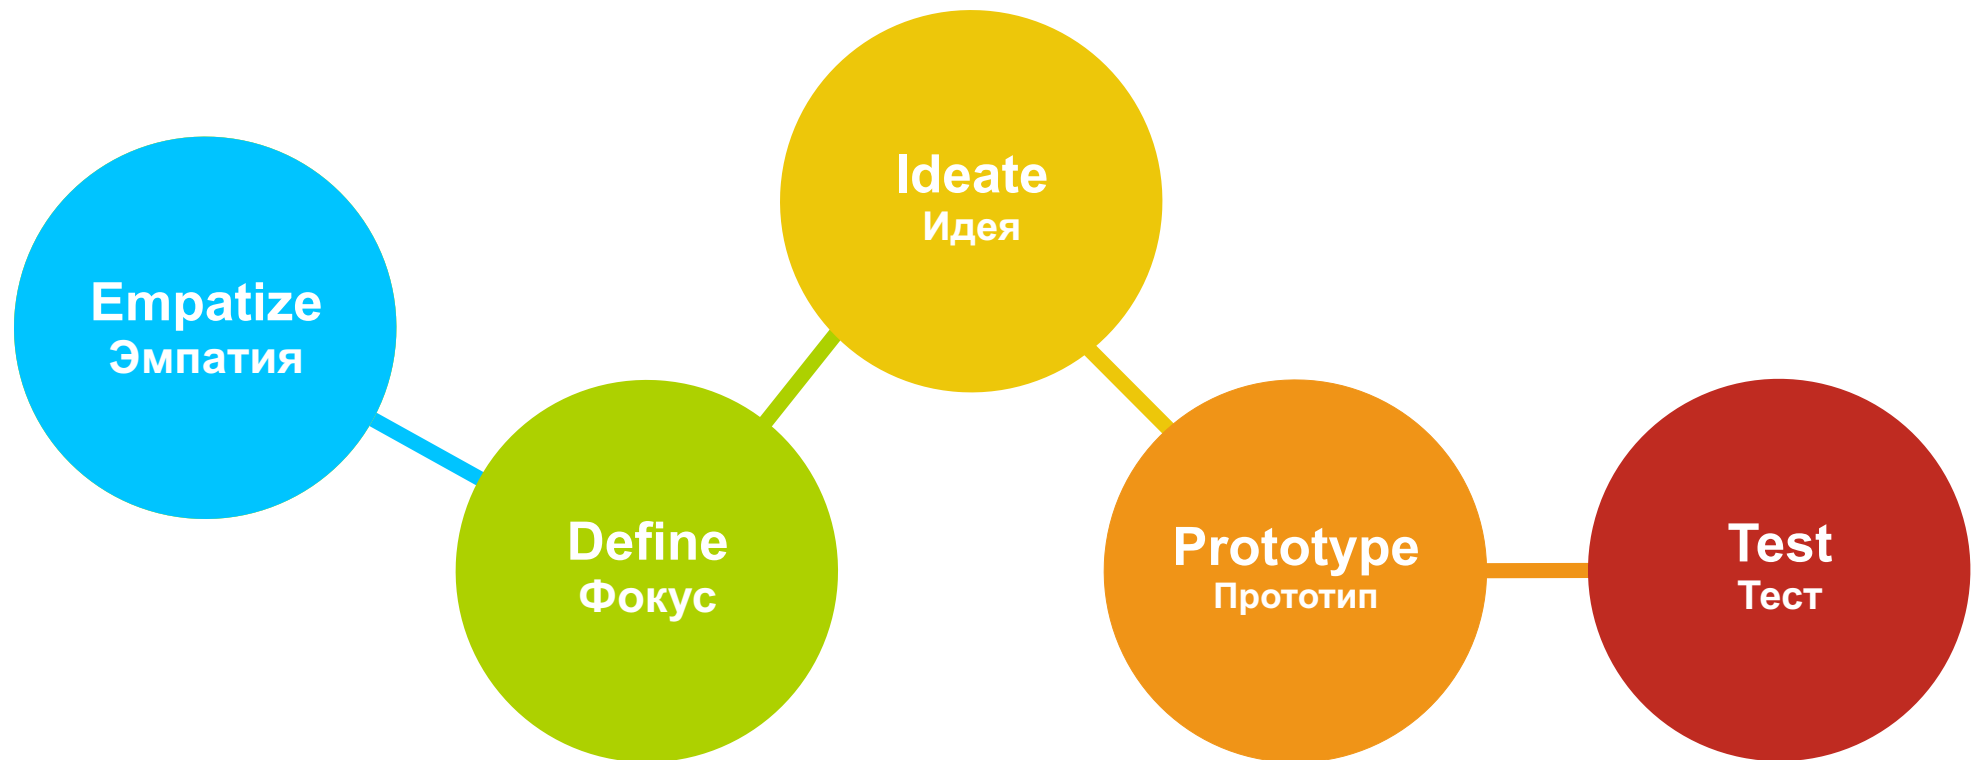 Empatize
Эмпатия
Define
Фокус
Ideate
Идея
Prototype
Прототип
Test
Тест